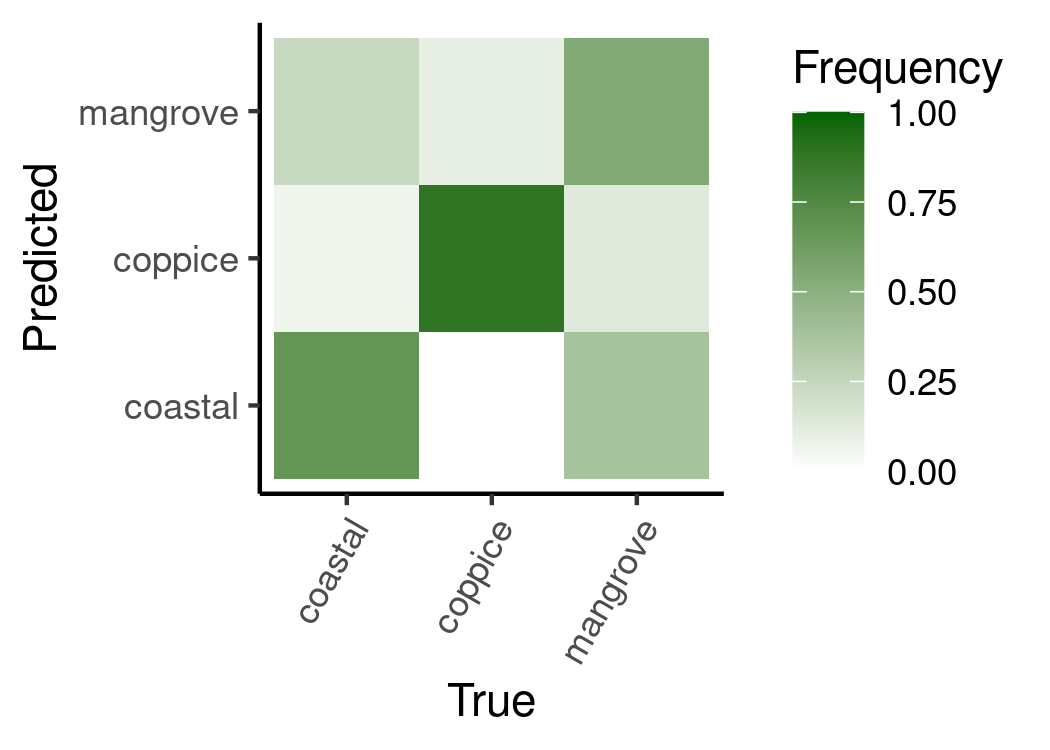 Frequency
1.00
0.75
0.50
0.25
0.00
Predicted
mangrove
coppice
coastal
coastal
coppice
mangrove
True